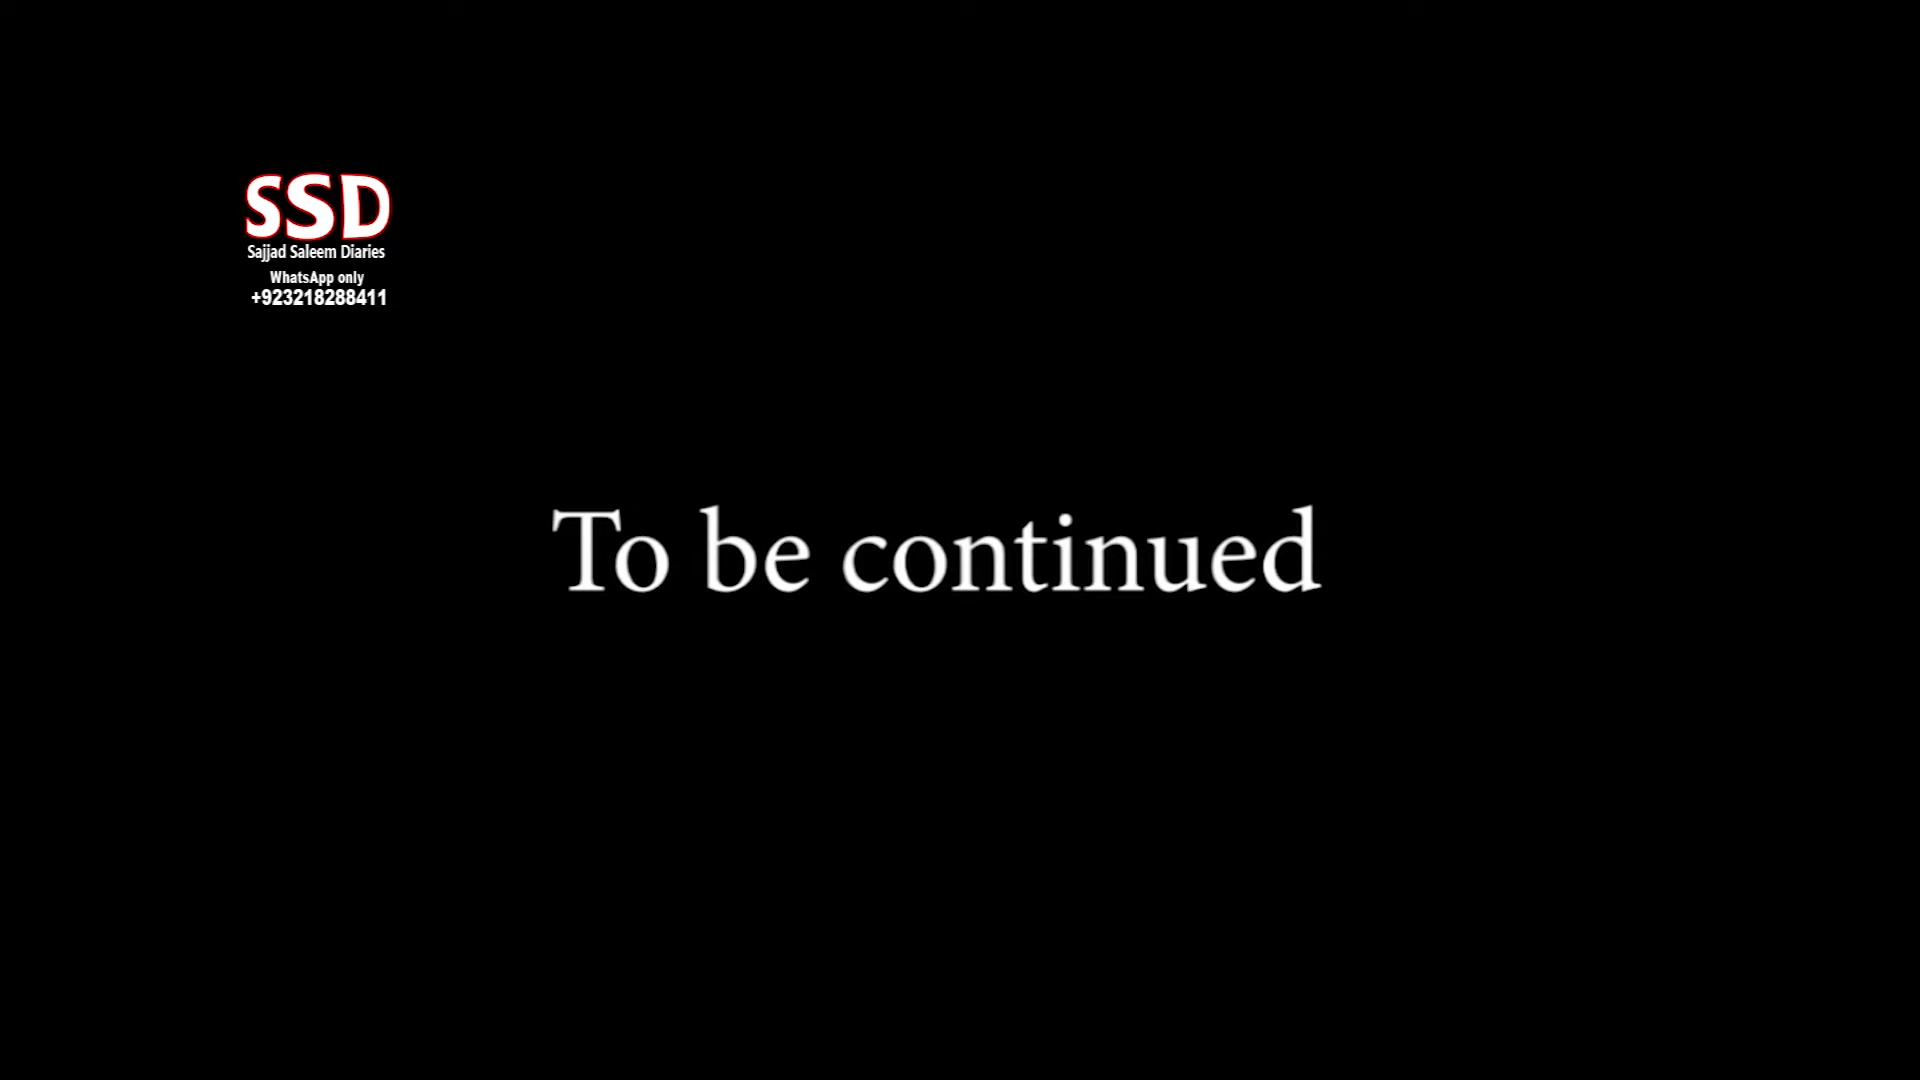 SSD
Sajjad Saleem Diaries
WhatsApp only
+923218288411
To be continued